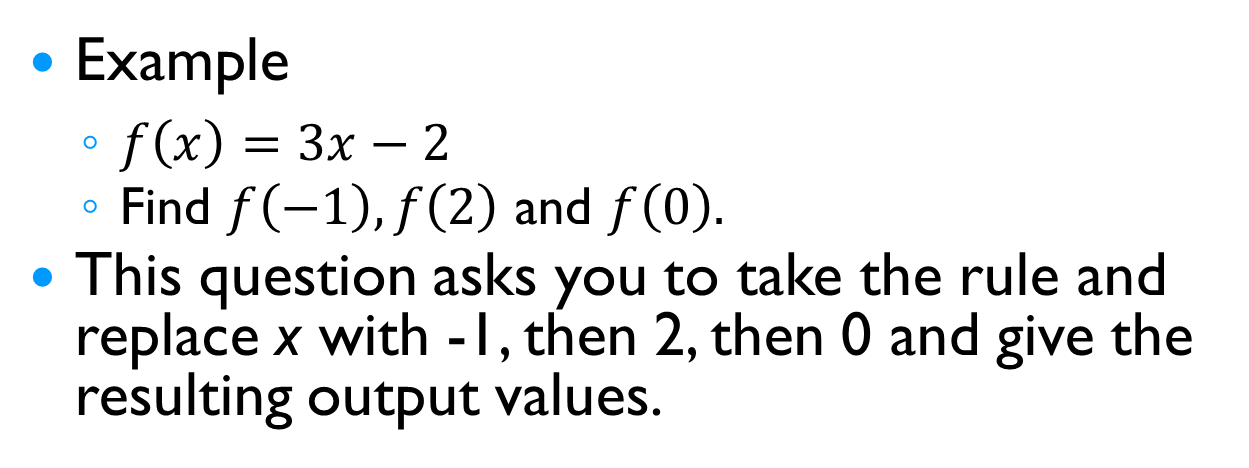 • Example
◦ 𝑓(𝑥) = 3𝑥 − 2
◦ Find 𝑓(−1), 𝑓(2) and 𝑓(0).
• This question asks you to take the rule and
replace x with -1, then 2, then 0 and give the
resulting output values.